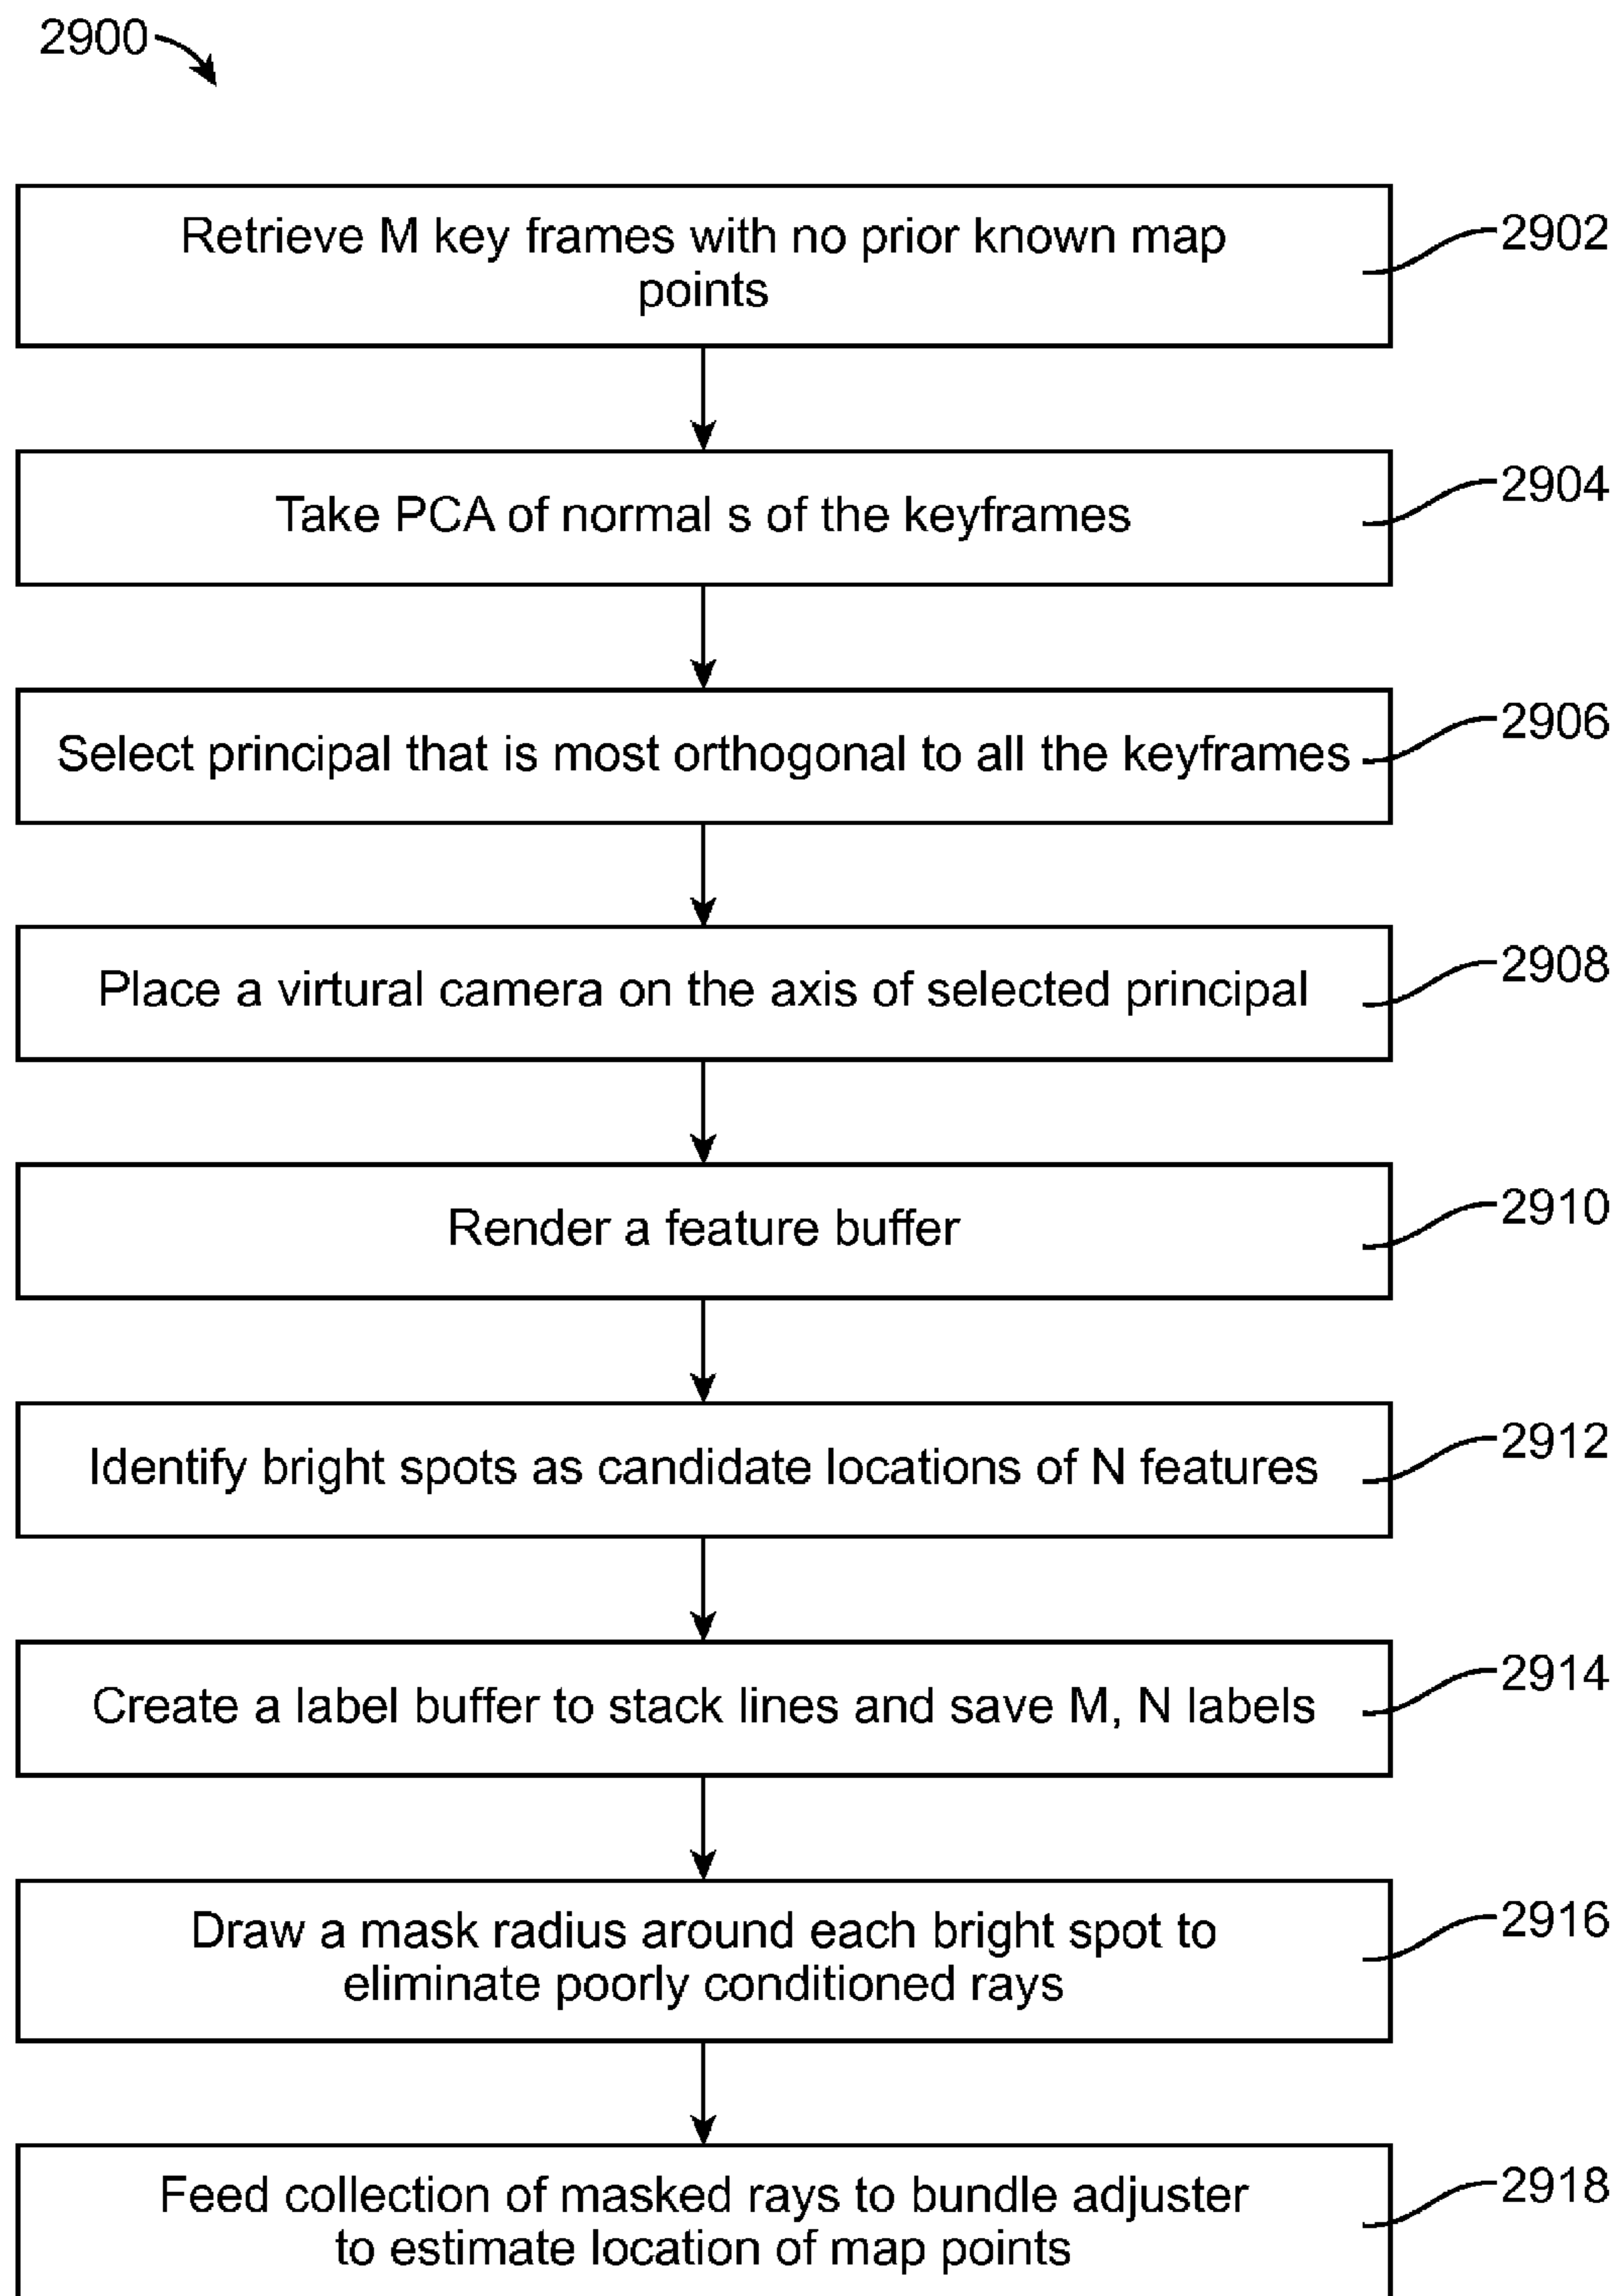 2900
Retrieve M key frames with no prior known map
points
2902
Take PCA of normal s of the keyframes
2904
Select principal that is most orthogonal to all the keyframes
2906
Place a virtural camera on the axis of selected principal
2908
Render a feature buffer
2910
Identify bright spots as candidate locations of N features
2912
Create a label buffer to stack lines and save M, N labels
2914
Draw a mask radius around each bright spot to
eliminate poorly conditioned rays
2916
Feed collection of masked rays to bundle adjuster
to estimate location of map points
2918